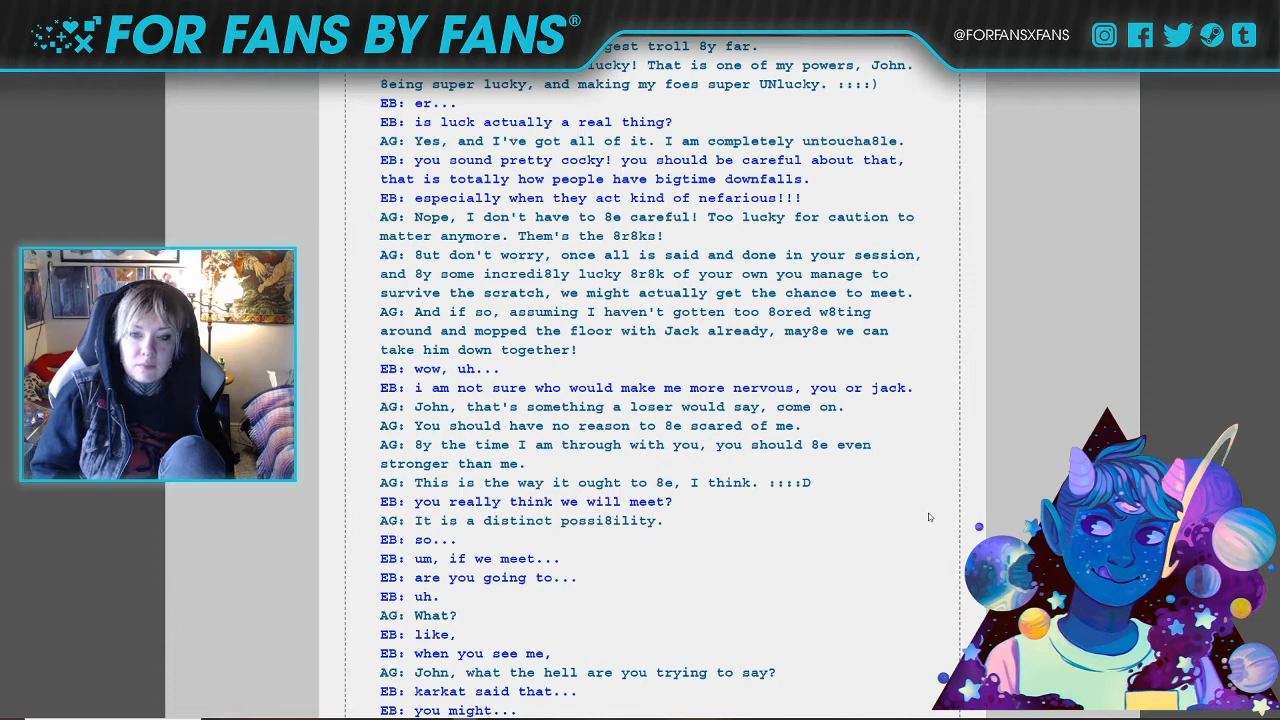 FOR FANS BY FANS®
@FORFANSXFANS
gest troll 8y far.
lucky! That is one of my powers, John.
8eing super lucky, and making my foes super UNlucky. ::::)
EB: er...
EB: is luck actually a real thing?
AG: Yes, and I've got all of it. I am completely untoucha8le.
EB: you sound pretty cocky! you should be careful about that,
that is totally how people have bigtime downfalls.
EB: especially when they act kind of nefarious!!!
AG: Nope, I don't have to 8e careful! Too lucky for caution to
matter anymore. Them's the 8r8ks!
AG: 8ut don't worry, once all is said and done in your session,
and 8y some incredi8ly lucky 8r8k of your own you manage to
survive the scratch, we might actually get the chance to meet.
AG: And if so, assuming I haven't gotten too 8ored w8ting
around and mopped the floor with Jack already, may8e we can
take him down together!
EB: wow, uh...
EB: i am not sure who would make me more nervous, you or jack.
AG: John, that's something a loser would say, come on.
AG: You should have no reason to 8e scared of me.
AG: 8y the time I am through with you, you should 8e even
stronger than me.
AG: This is the way it ought to 8e, I think. ::::D
EB: you really think we will meet?
AG: It is a distinct possi8ility.
EB: so...
EB: um, if we meet...
EB: are you going to...
EB: uh.
AG: What?
EB: like,
EB: when you see me,
AG: John, what the hell are you trying to say?
EB: karkat said that...
EB: you might...